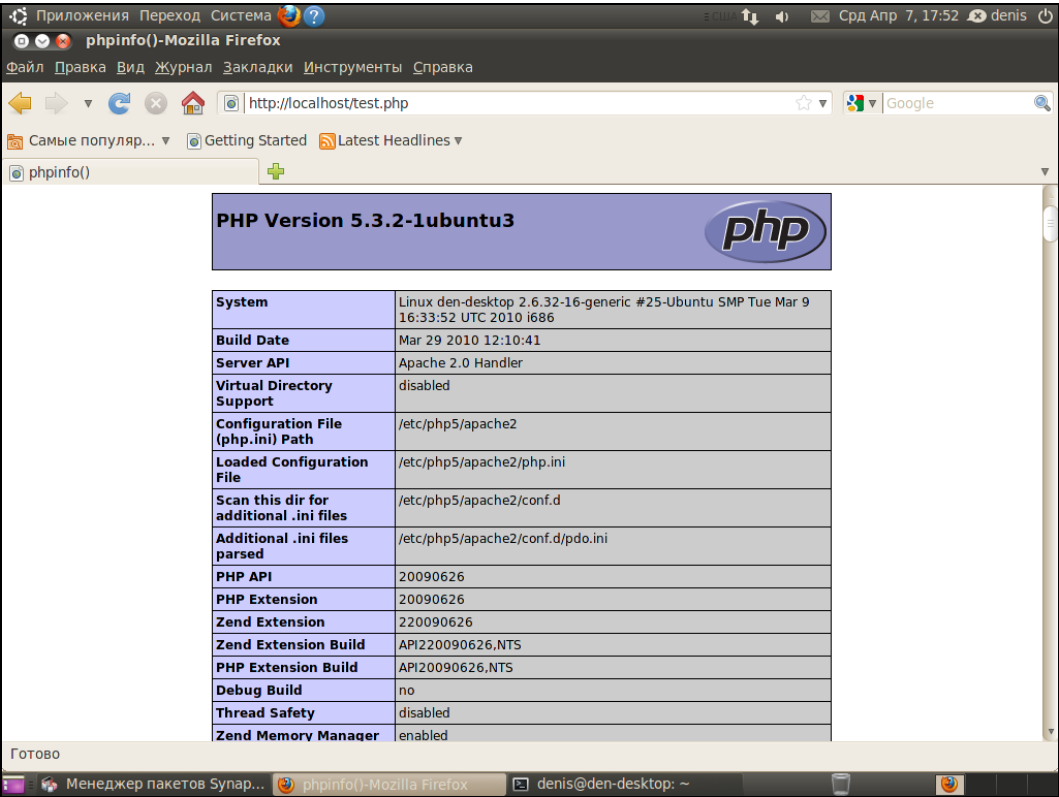 Приложения Переход Система
США
Срд Апр 7, 17:52
denis
phpinfo()-Mozilla Firefox
Файл Правка Вид Журнал Закладки Инструменты Справка
http://localhost/test.php
Google
Самые популяр... Getting Started Latest Headlines
phpinfo()
PHP Version 5.3.2-1ubuntu3
php
System Linux den-desktop 2.6.32-16-generic #25-Ubuntu SMP Tue Mar 9
16:33:52 UTC 2010 i686
Build Date Mar 29 2010 12:10:41
Server API Apache 2.0 Handler
Virtual Directory
Support disabled
Configuration File
(php.ini) Path /etc/php5/apache2
Loaded Configuration
File /etc/php5/apache2/php.ini
Scan this dir for
additional .ini files /etc/php5/apache2/conf.d
Additional .ini files
parsed /etc/php5/apache2/conf.d/pdo.ini
PHP API 20090626
PHP Extension 20090626
Zend Extension 220090626
Zend Extension Build API220090626,NTS
PHP Extension Build API20090626,NTS
Debug Build no
Thread Safety disabled
Zend Memory Manager enabled
Готово
Менеджер пакетов Synap... phpinfo()-Mozilla Firefox denis@den-desktop: ~